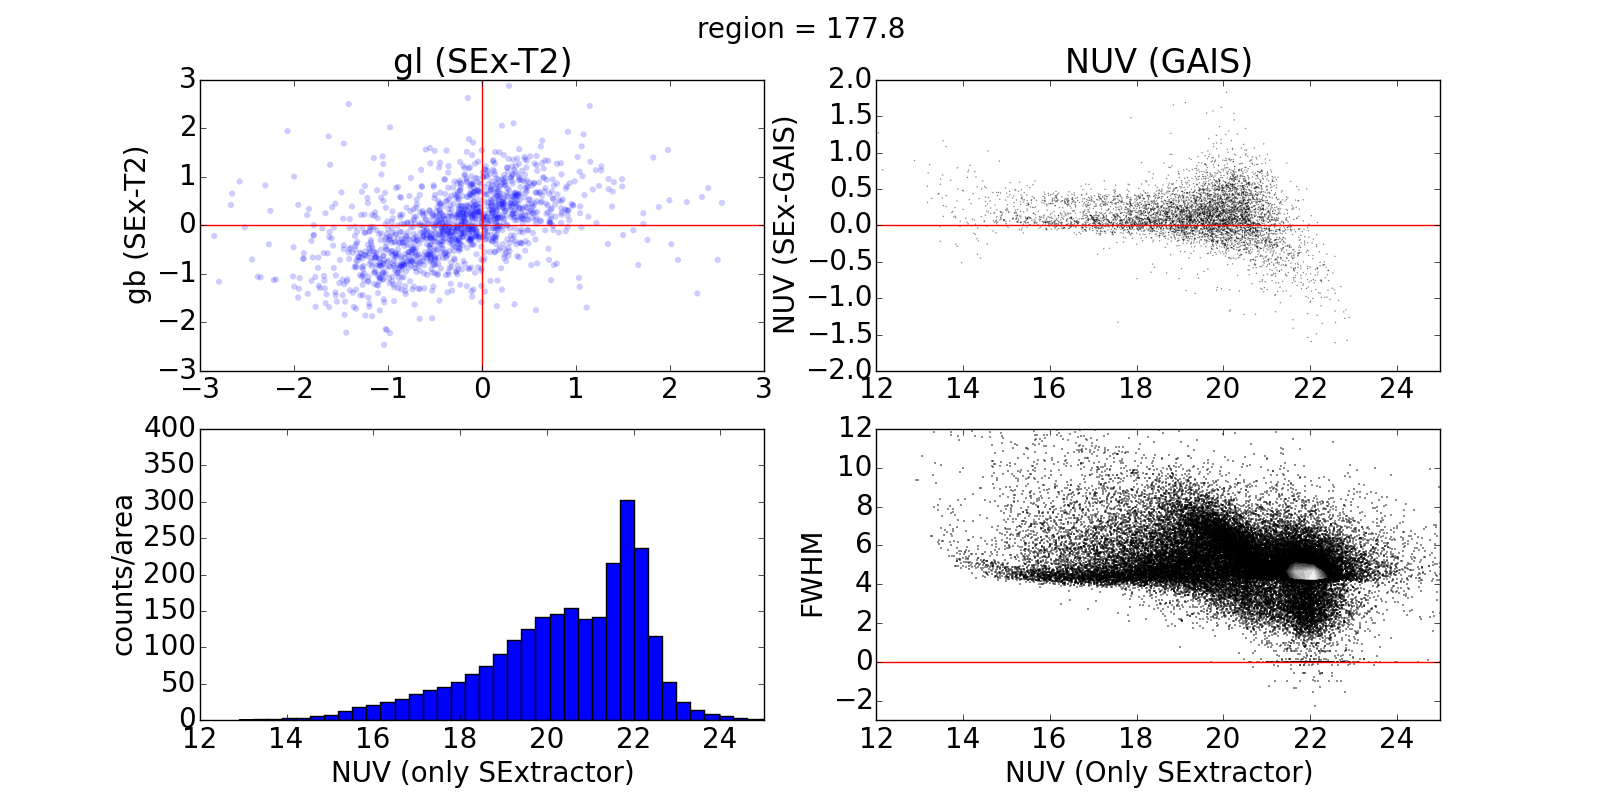 region = 177.8
gl (SEx-T2)
NUV (GAIS)
gb (SEx-T2)
3
2
1
0
−1
−2
−3
−3 −2 −1 0 1 2 3
NUV (SEx-GAIS)
2.0
1.5
1.0
0.5
0.0
−0.5
−1.0
−1.5
−2.0
12 14 16 18 20 22 24
counts/area
400
350
300
250
200
150
100
50
0
12 14 16 18 20 22 24
NUV (only SExtractor)
FWHM
12
10
8
6
4
2
0
−2
12 14 16 18 20 22 24
NUV (Only SExtractor)